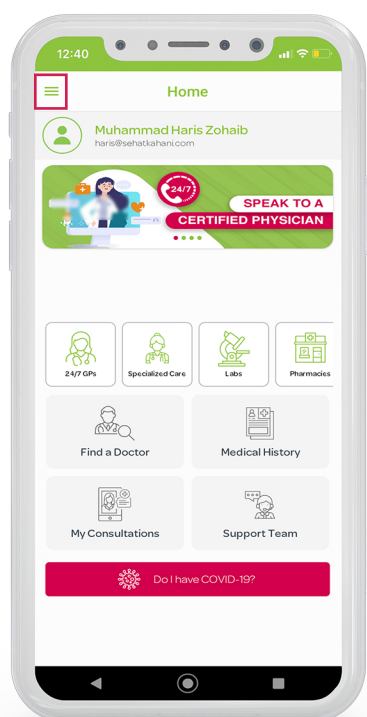 12:40
Home
Muhammad Haris Zohaib
haris@sehatkahani.com
24/7
SPEAK TO A
CERTIFIED PHYSICIAN
24/7 GPs
Specialized Care
Labs
Pharmacies
Find a Doctor
Medical History
My Consultations
Support Team
Do I have COVID-19?